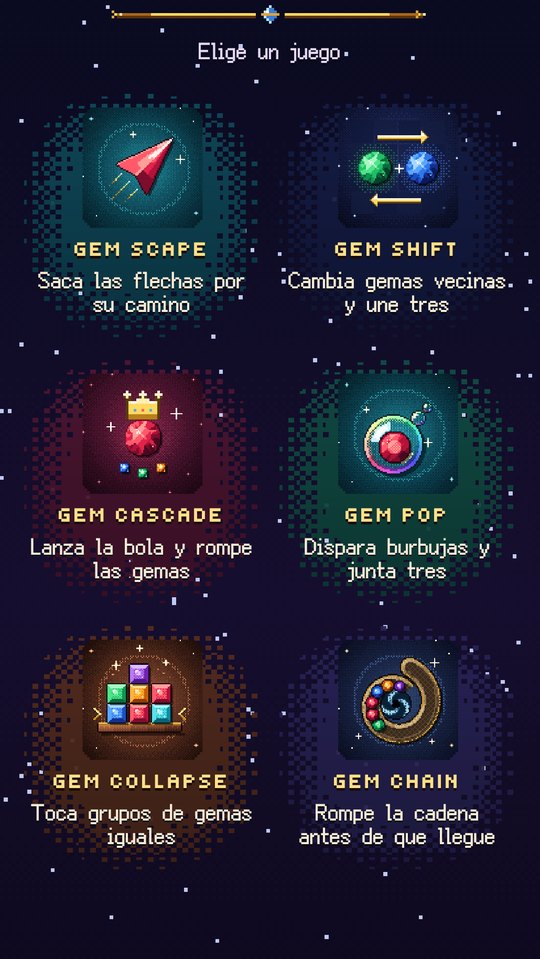 Elige un juego
GEM SCAPE
Saca las flechas por
su camino
GEM SHIFT
Cambia gemas vecinas
y une tres
GEM CASCADE
Lanza la bola y rompe
las gemas
GEM POP
Dispara burbujas y
junta tres
GEM COLLAPSE
Toca grupos de gemas
iguales
GEM CHAIN
Rompe la cadena
antes de que llegue